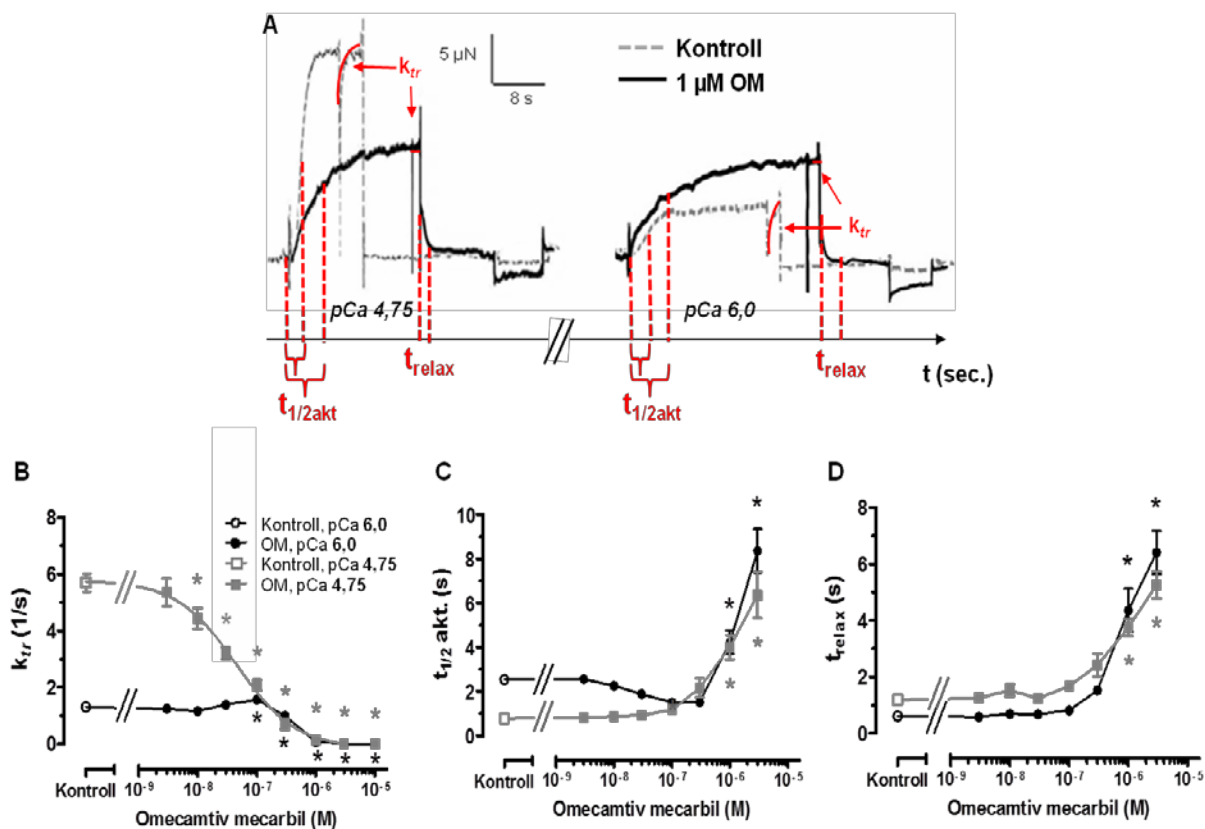 A
5 µN
8 s
Kontroll
1 µM OM
ktr
ktr
pCa 4,75
pCa 6,0
trelax
trelax
t (sec.)
t1/2akt
t1/2akt
B
ktr (1/s)
8
6
4
2
0
Kontroll, pCa 6,0
OM, pCa 6,0
Kontroll, pCa 4,75
OM, pCa 4,75
* * * * * * *
* * * * *
Kontroll
10-9 10-8 10-7 10-6 10-5
Omecamtiv mecarbil (M)
C
t1/2 akt. (s)
10
8
6
4
2
0
* *
* *
Kontroll
10-9 10-8 10-7 10-6 10-5
Omecamtiv mecarbil (M)
D
trelax (s)
8
6
4
2
0
* *
* *
Kontroll
10-9 10-8 10-7 10-6 10-5
Omecamtiv mecarbil (M)